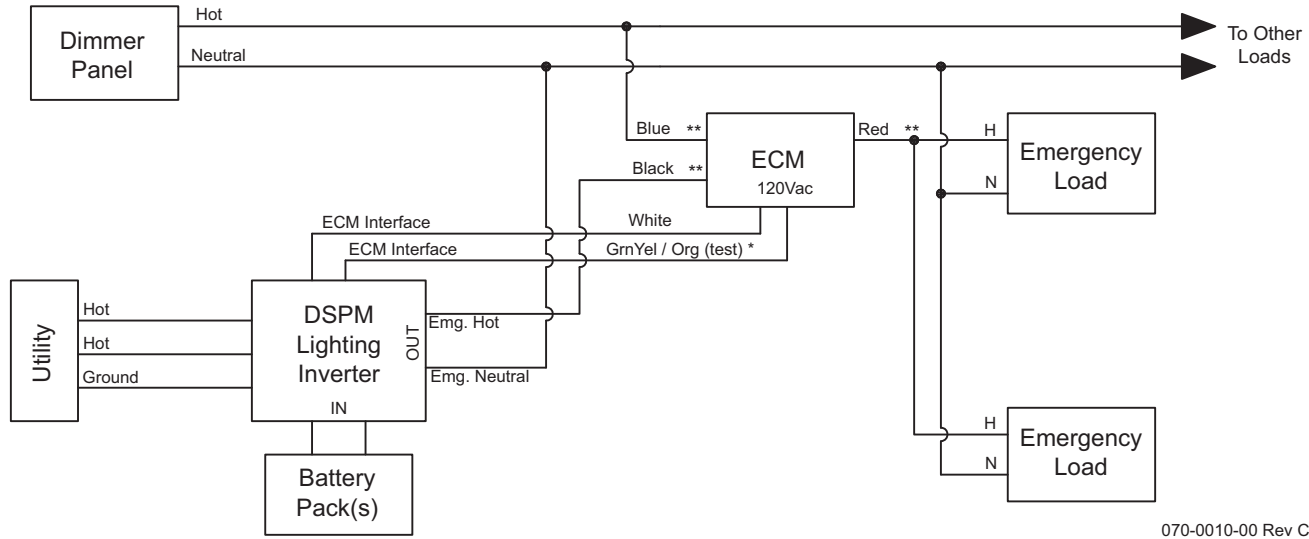 Hot
Dimmer
Panel
Neutral
To Other
Loads
Blue **
Black **
ECM
120Vac
Red **
H
N
Emergency
Load
ECM Interface
White
ECM Interface
GrnYel / Org (test) *
Utility
Hot
Hot
Ground
DSPM
Lighting
Inverter
OUT
IN
Emg. Hot
Emg. Neutral
Battery
Pack(s)
H
N
Emergency
Load
070-0010-00 Rev C